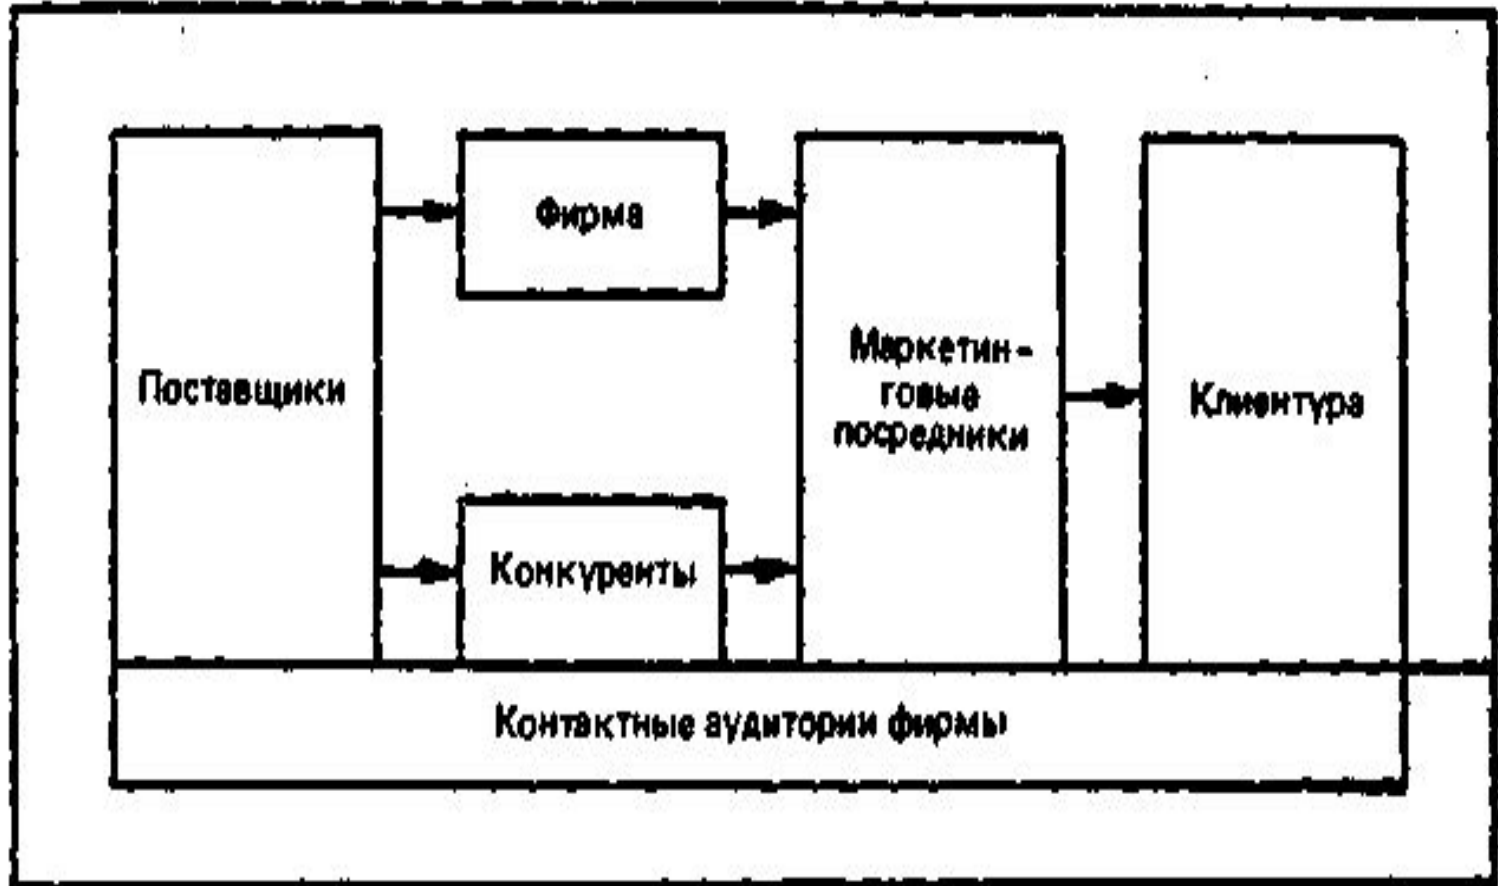 Фирма
Маркетин-
Поставщики
говые
Клиентура
посредники
Конкуренты
Контактные аудитории фирмы